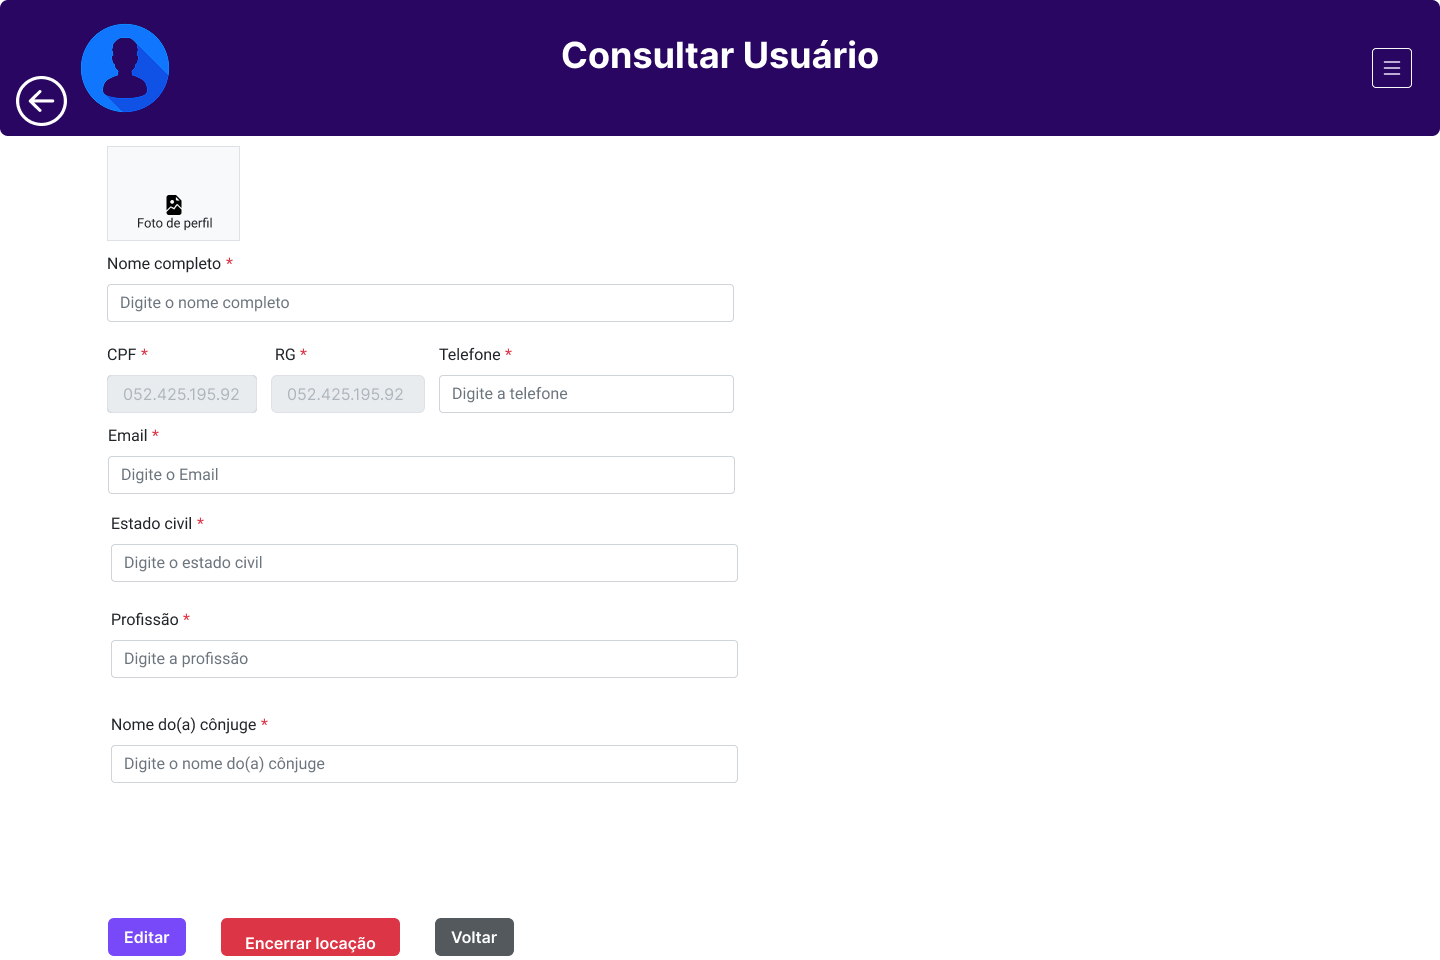 Consultar Usuário
Foto de perfil
Nome completo *
Digite o nome completo
CPF * RG * Telefone *
052.425.195.92 052.425.195.92 Digite a telefone
Email *
Digite o Email
Estado civil *
Digite o estado civil
Profissão *
Digite a profissão
Nome do(a) cônjuge *
Digite o nome do(a) cônjuge
Editar Encerrar locação Voltar